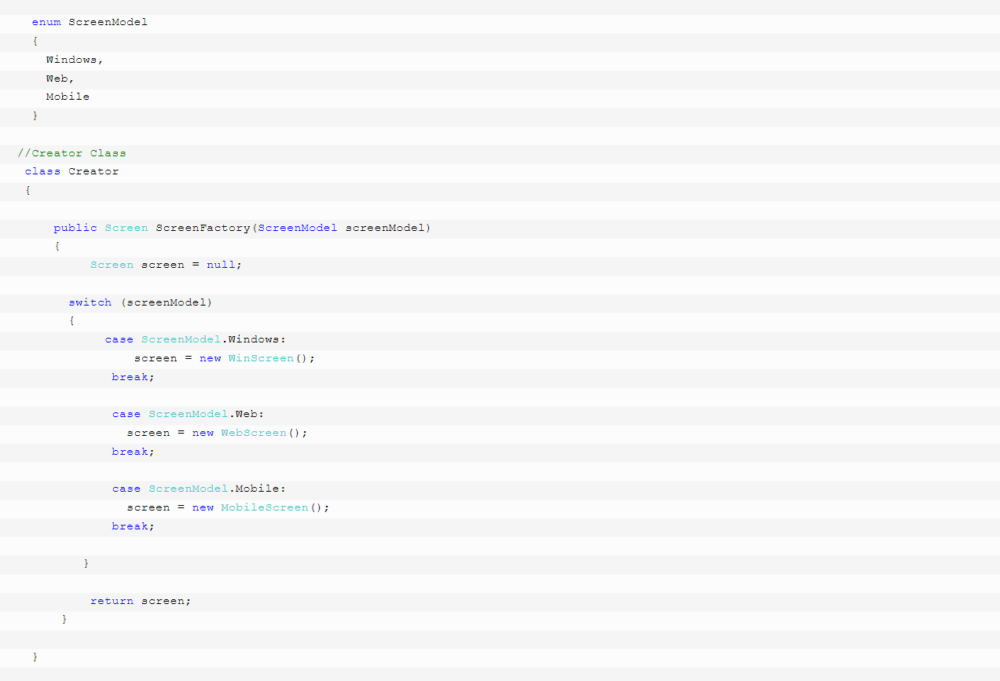 enum ScreenModel
{
Windows,
Web,
Mobile
}
//Creator Class
class Creator
{
public Screen ScreenFactory(ScreenModel screenModel)
{
Screen screen = null;
switch (screenModel)
{
case ScreenModel.Windows:
screen = new WinScreen();
break;
case ScreenModel.Web:
screen = new WebScreen();
break;
case ScreenModel.Mobile:
screen = new MobileScreen();
break;
}
return screen;
}
}